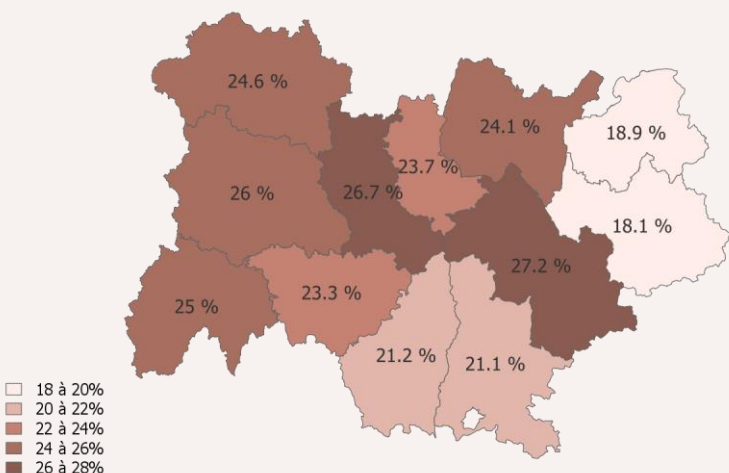 24.6 %
24.1 %
18.9 %
23.7 %
26 %
26.7 %
18.1 %
27.2 %
25 %
23.3 %
21.2 %
21.1 %
18 à 20%
20 à 22%
22 à 24%
24 à 26%
26 à 28%